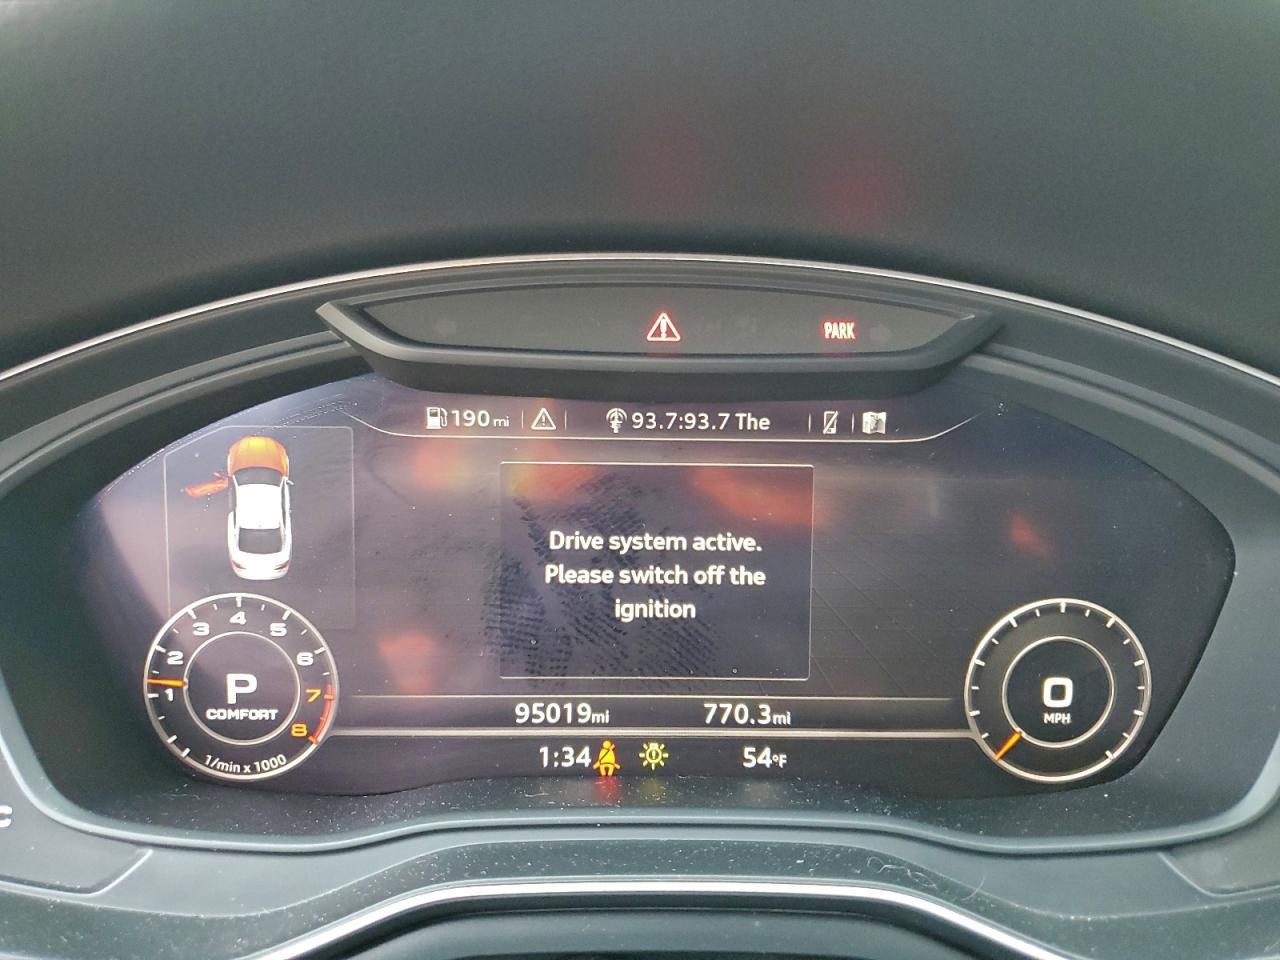 PARK
190 mi
93.7:93.7 The
Drive system active.
Please switch off the
ignition
1 2 3 4 5 6 7 8
P
COMFORT
1/min x 1000
0
MPH
95019mi
770.3mi
1:34
54°F